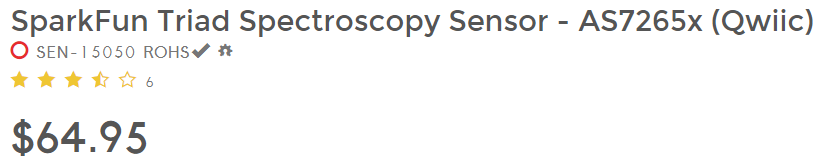 SparkFun Triad Spectroscopy Sensor - AS7265x (Qwiic)
SEN-15050 ROHS✔
6
$64.95